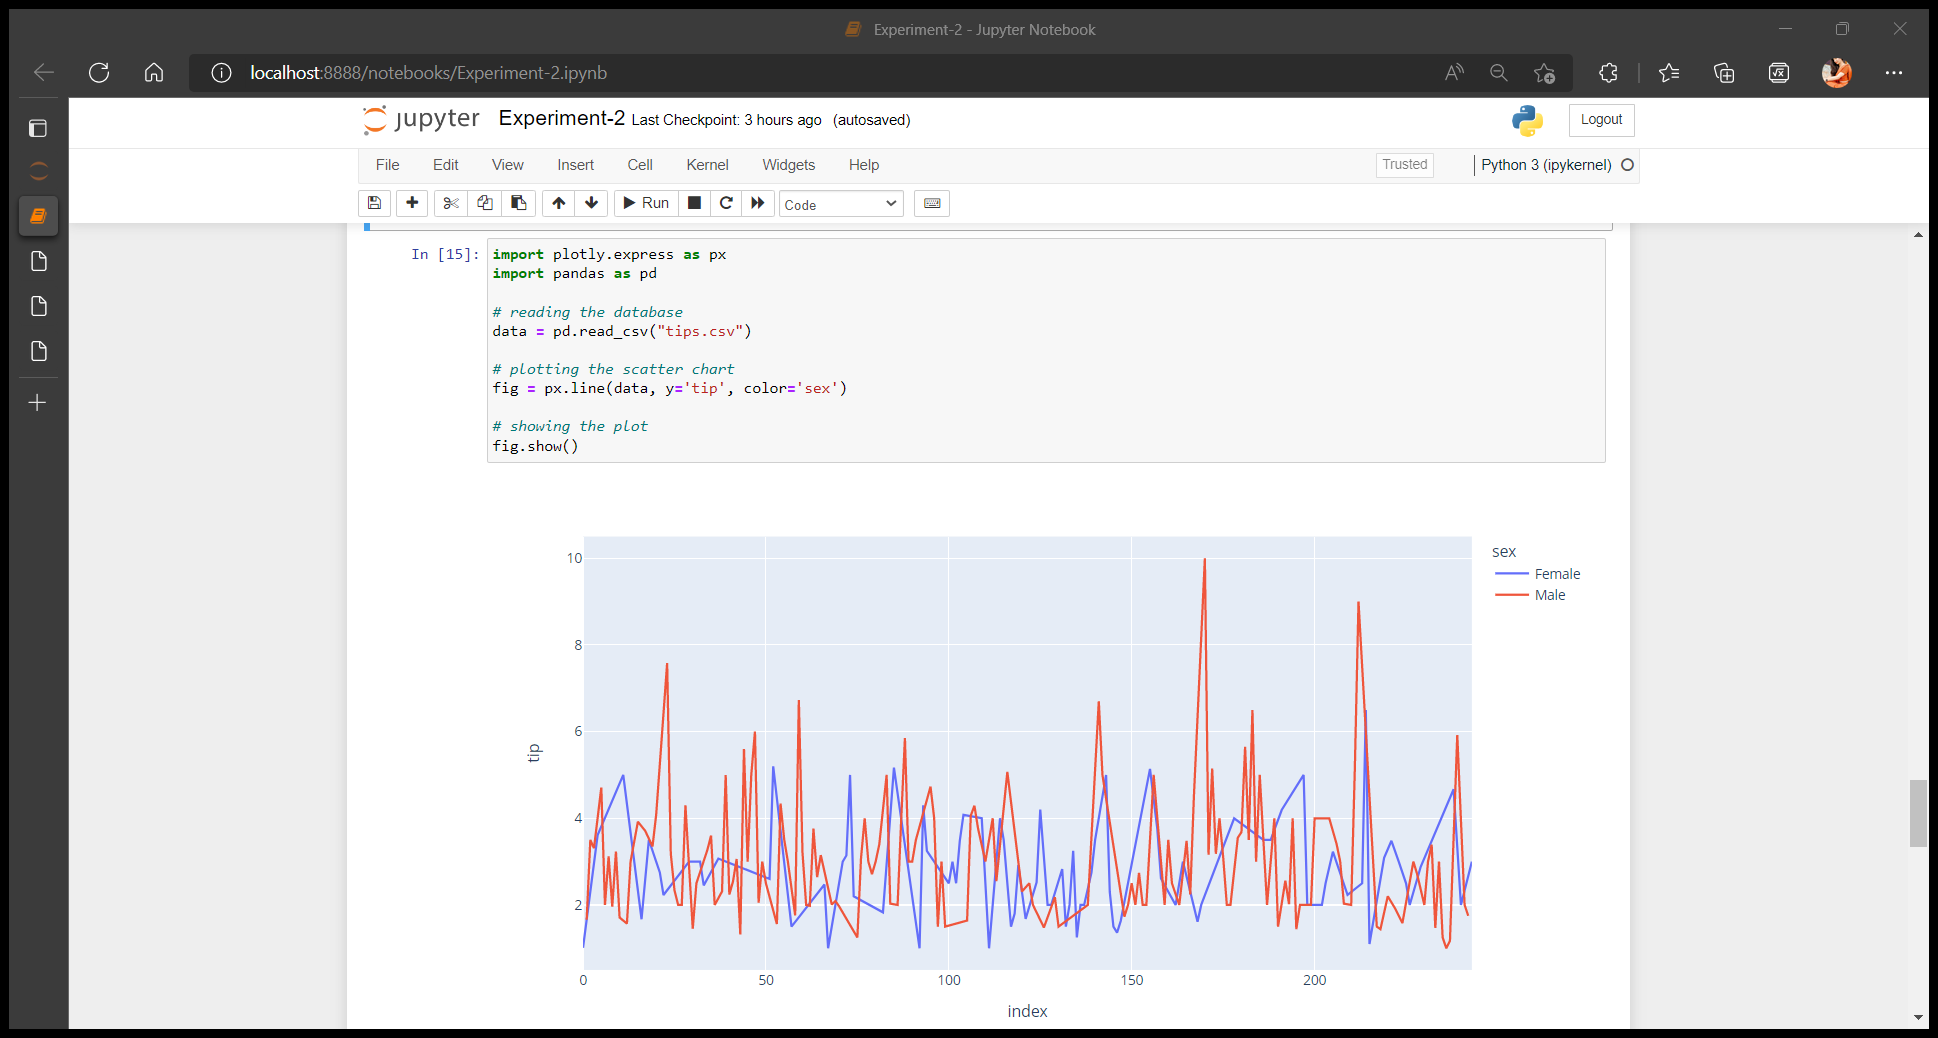 Experiment-2 - Jupyter Notebook
localhost:8888/notebooks/Experiment-2.ipynb
jupyter Experiment-2 Last Checkpoint: 3 hours ago (autosaved)
Logout
File Edit View Insert Cell Kernel Widgets Help
Trusted
Python 3 (ipykernel)
Run
Code
In [15]:
import plotly.express as px
import pandas as pd
# reading the database
data = pd.read_csv("tips.csv")
# plotting the scatter chart
fig = px.line(data, y='tip', color='sex')
# showing the plot
fig.show()
sex
Female
Male
10
8
6
4
2
tip
0 50 100 150 200
index